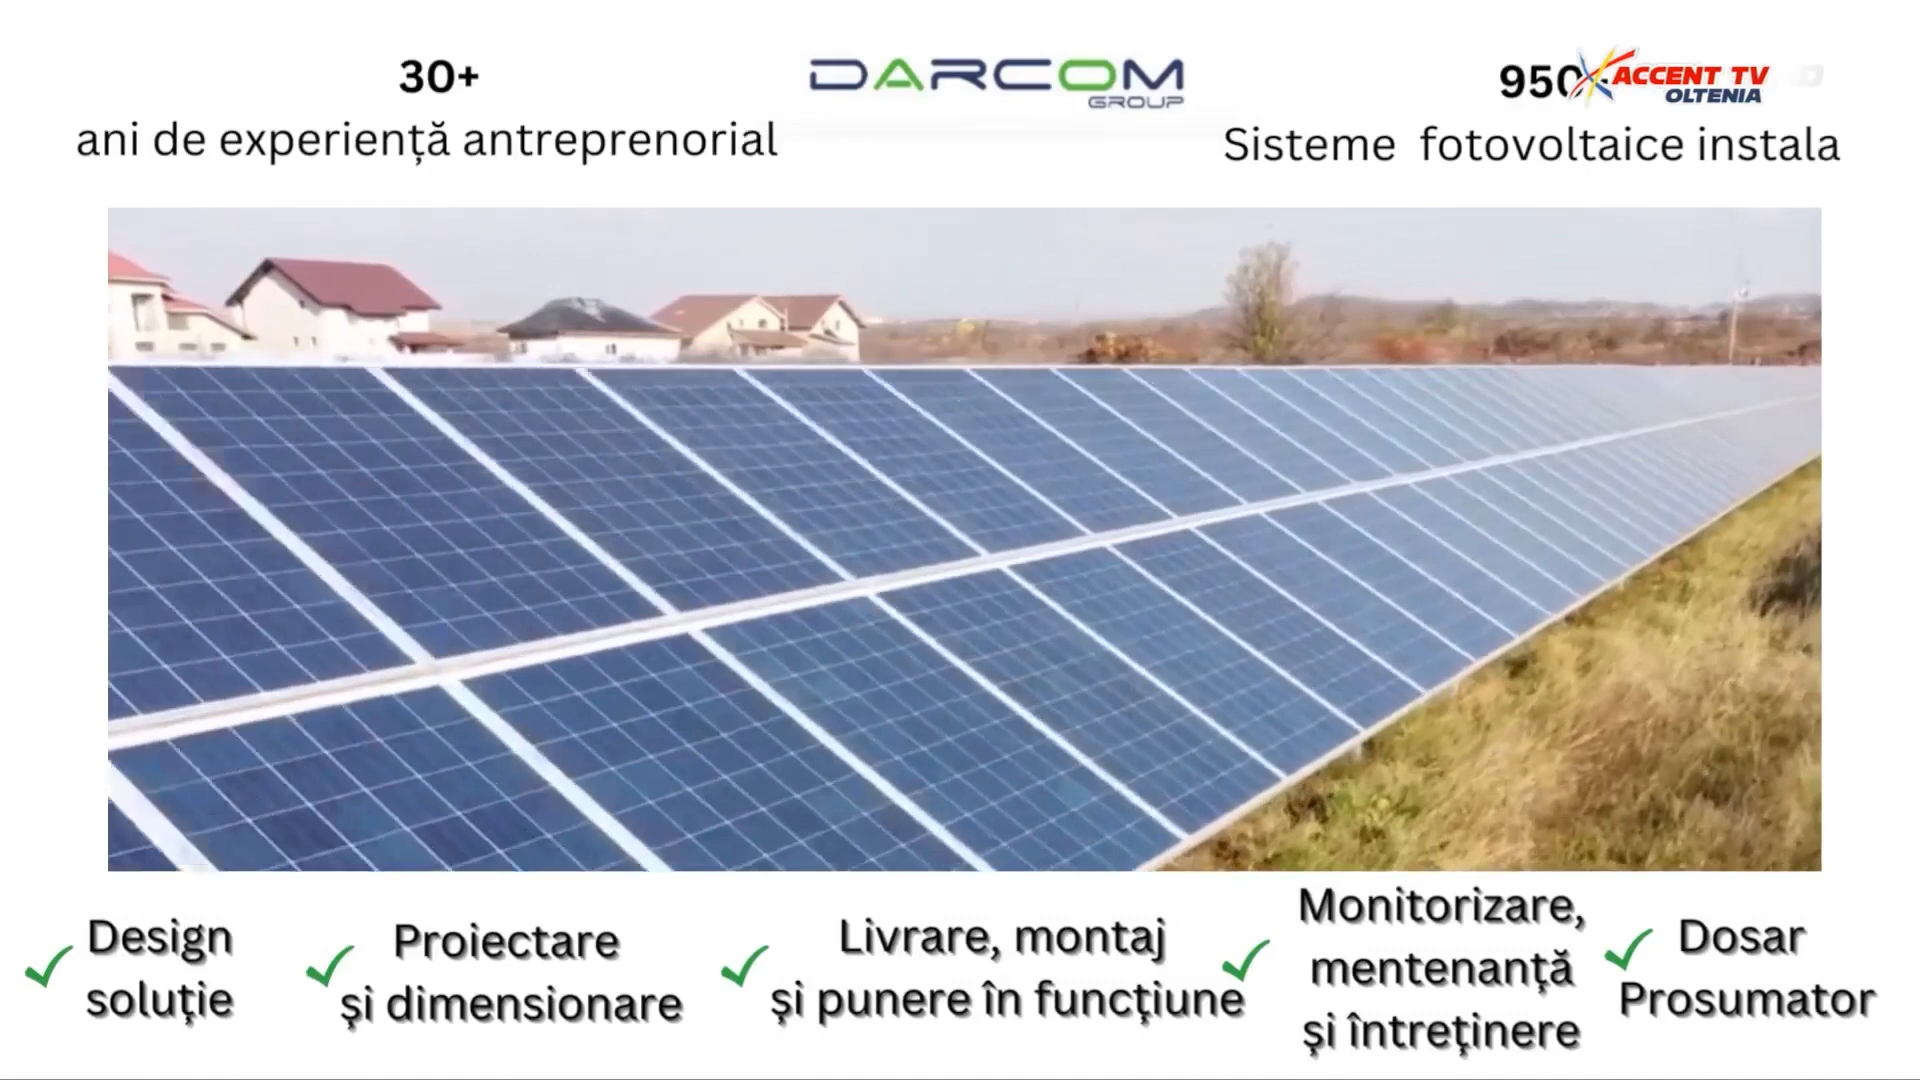 30+
ani de experiență antreprenorial
DARCOM
GROUP
950
ACCENT TV
OLTENIA
Sisteme fotovoltaice instala
Design
soluție
Proiectare
și dimensionare
Livrare, montaj
și punere în funcțiune
Monitorizare,
mentenanță
și întreținere
Dosar
Prosumator